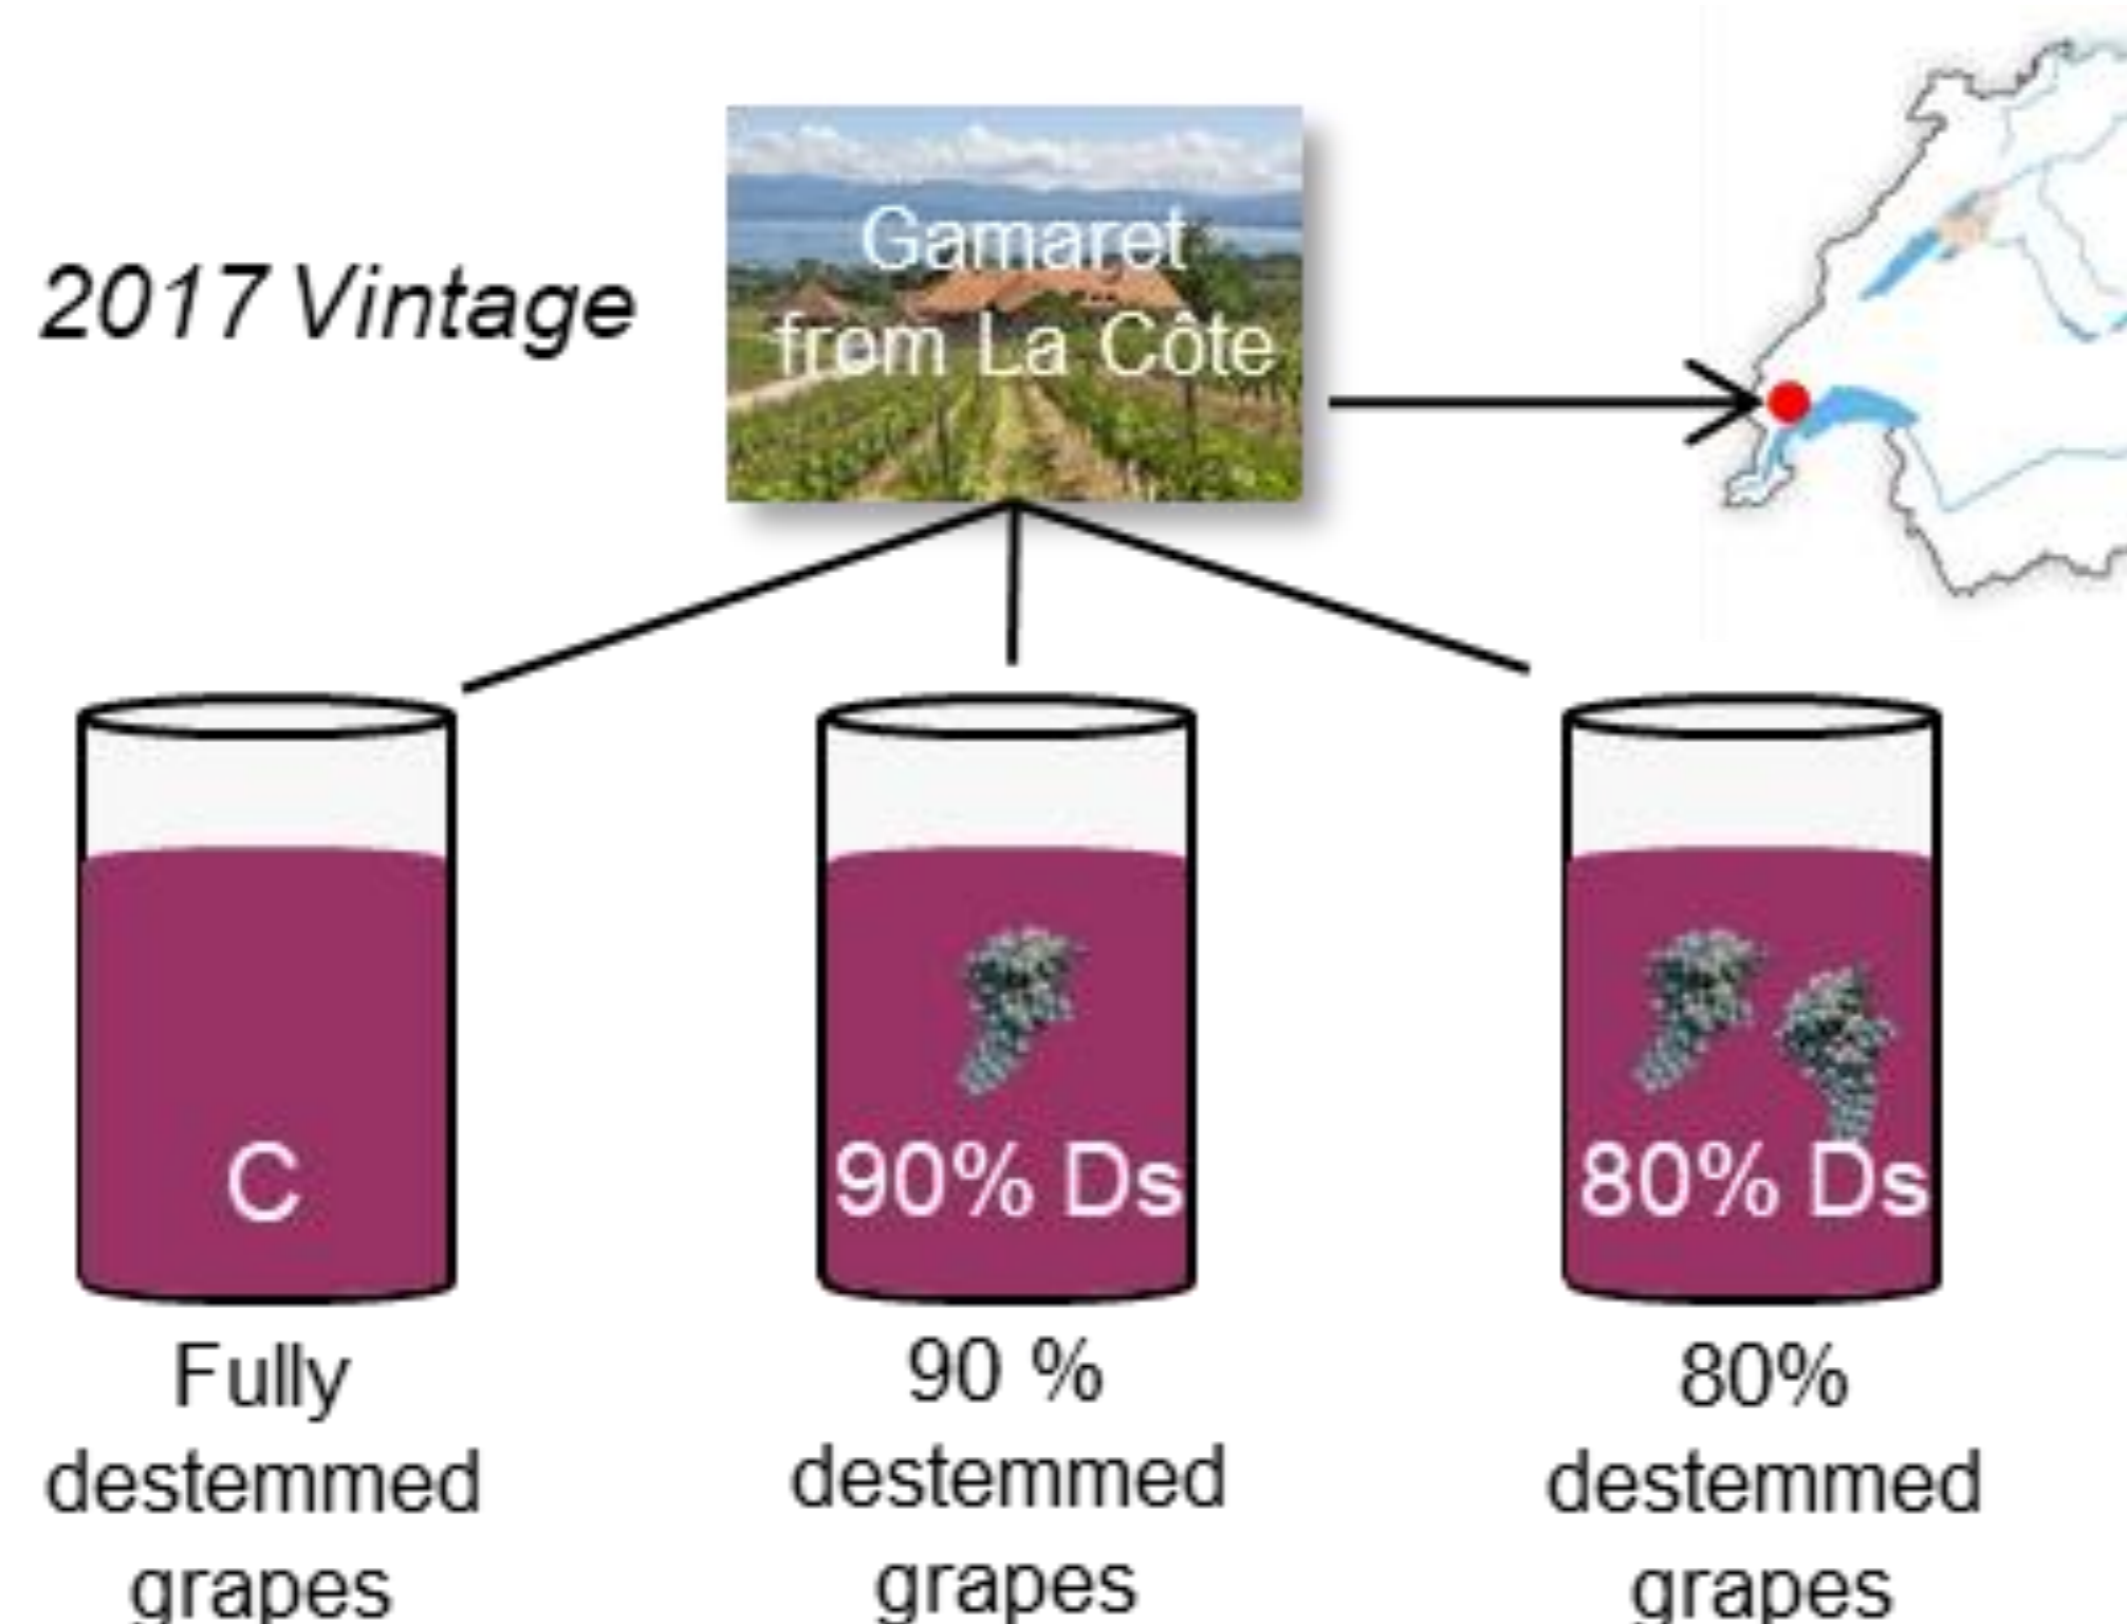 2017 Vintage
Gamaret
from La Côte
C
90% Ds
80% Ds
Fully
destemmed
grapes
90 %
destemmed
grapes
80%
destemmed
grapes